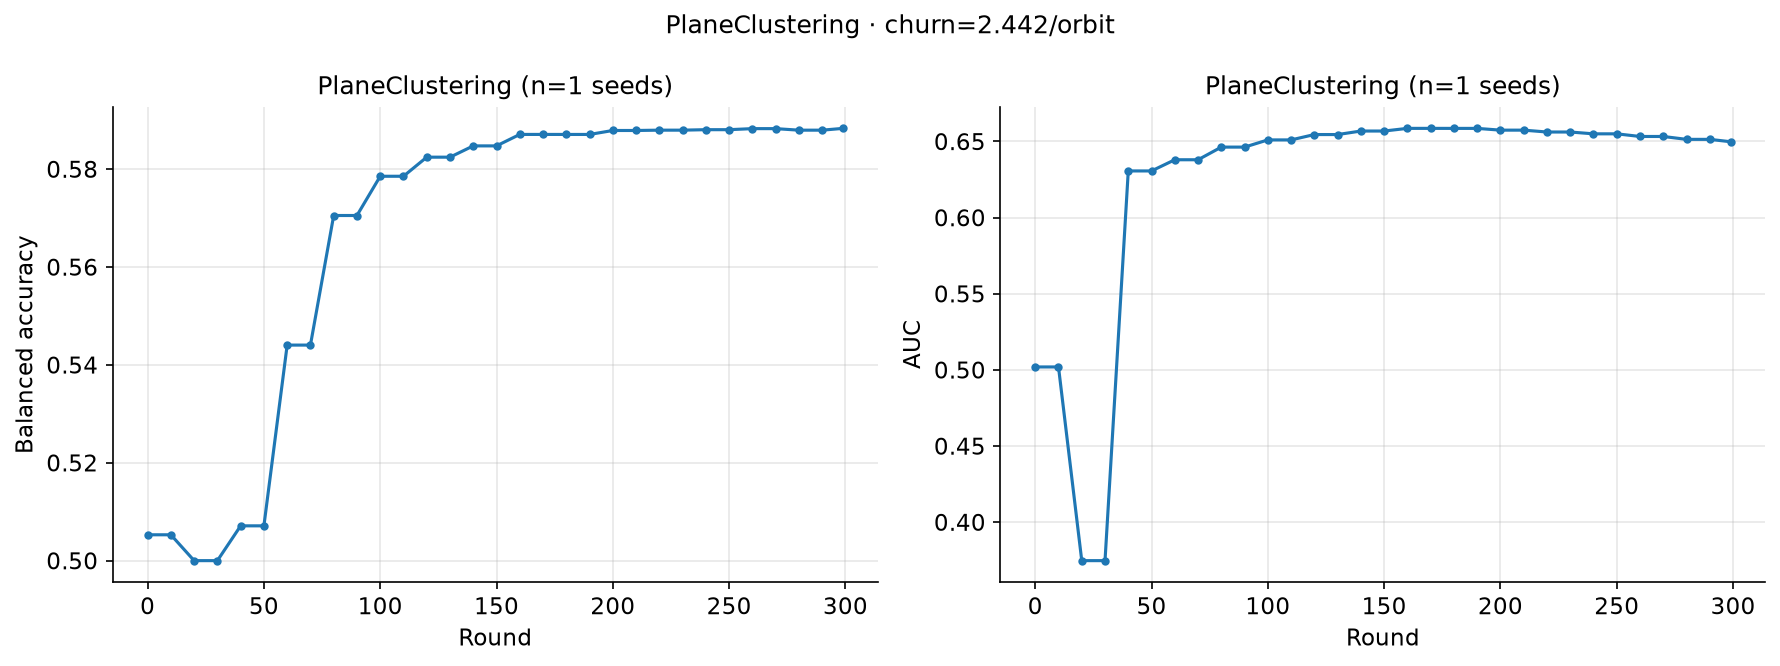 PlaneClustering · churn=2.442/orbit
PlaneClustering (n=1 seeds)
Balanced accuracy
0.58
0.56
0.54
0.52
0.50
0 50 100 150 200 250 300
Round
PlaneClustering (n=1 seeds)
AUC
0.65
0.60
0.55
0.50
0.45
0.40
0 50 100 150 200 250 300
Round